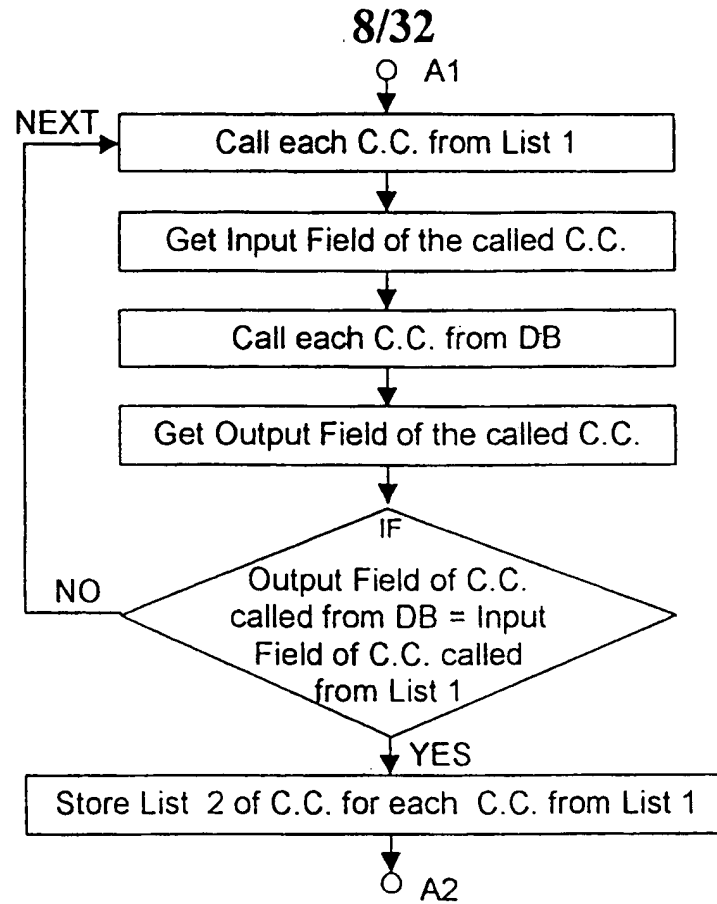 8/32
A1
NEXT
Call each C.C. from List 1
Get Input Field of the called C.C.
Call each C.C. from DB
Get Output Field of the called C.C.
IF
NO
Output Field of C.C.
called from DB = Input
Field of C.C. called
from List 1
YES
Store List 2 of C.C. for each C.C. from List 1
A2